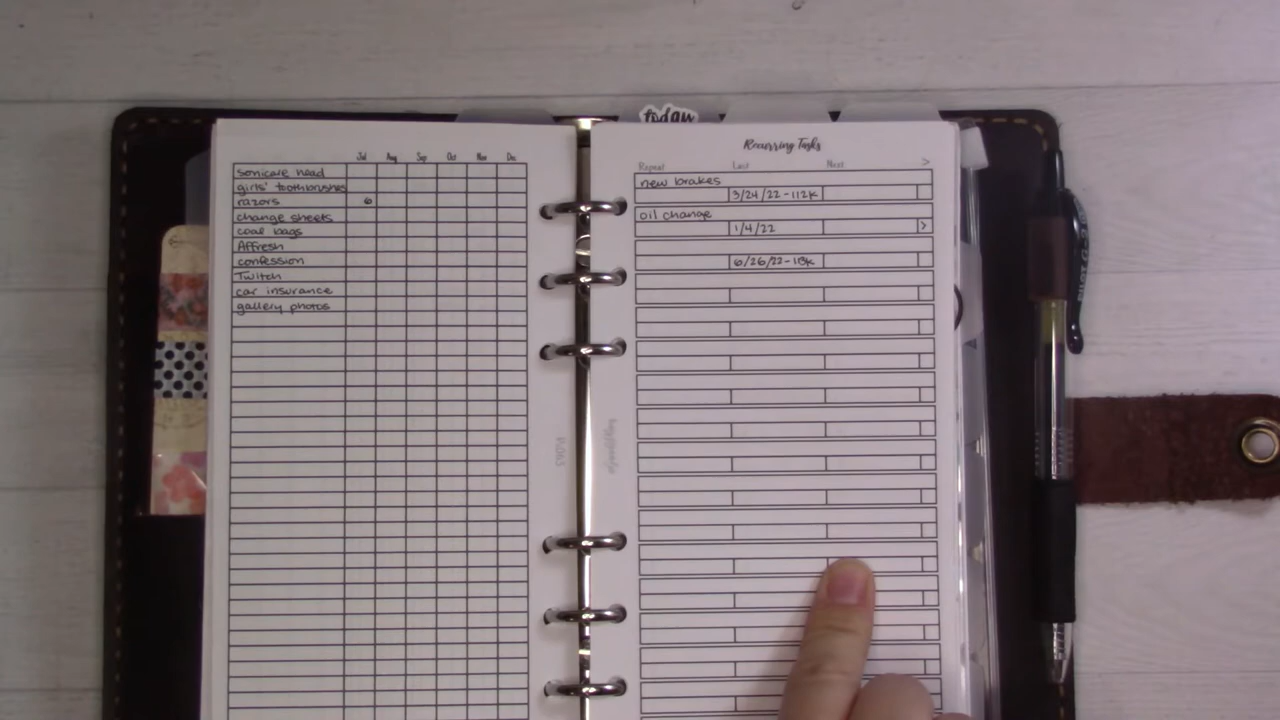 today
Jul Aug Sep Oct Nov Dec
sonicare head
girls' toothbrushes
razors 6
change sheets
coal bags
Affresh
confession
Twitch
car insurance
gallery photos
Recurring Tasks
Repeat Last Next >
new brakes
3/24/22-112k
oil change
1/4/22 >
6/26/22-
PILOT G-2